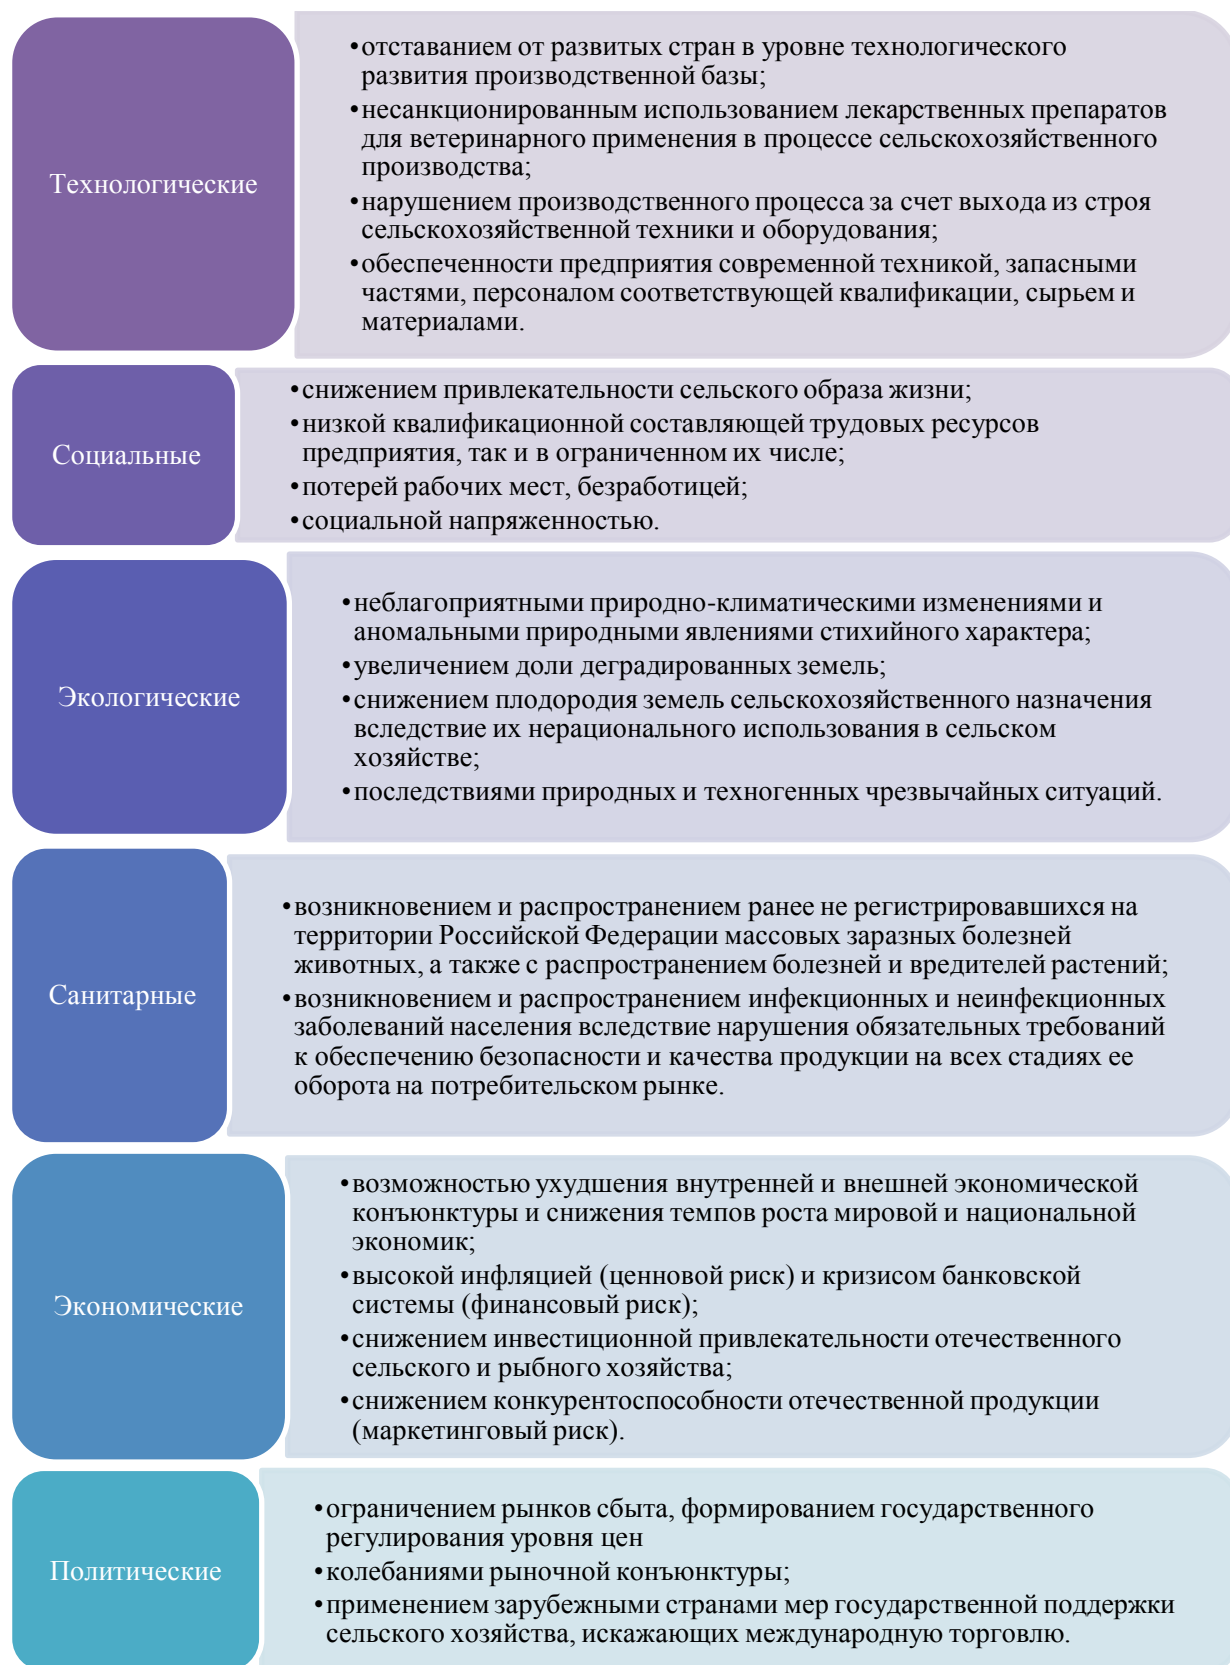 Технологические
•отставанием от развитых стран в уровне технологического
развития производственной базы;
•несанкционированным использованием лекарственных препаратов
для ветеринарного применения в процессе сельскохозяйственного
производства;
•нарушением производственного процесса за счет выхода из строя
сельскохозяйственной техники и оборудования;
•обеспеченности предприятия современной техникой, запасными
частями, персоналом соответствующей квалификации, сырьем и
материалами.
Социальные
•снижением привлекательности сельского образа жизни;
•низкой квалификационной составляющей трудовых ресурсов
предприятия, так и в ограниченном их числе;
•потерей рабочих мест, безработицей;
•социальной напряженностью.
Экологические
•неблагоприятными природно-климатическими изменениями и
аномальными природными явлениями стихийного характера;
•увеличением доли деградированных земель;
•снижением плодородия земель сельскохозяйственного назначения
вследствие их нерационального использования в сельском
хозяйстве;
•последствиями природных и техногенных чрезвычайных ситуаций.
Санитарные
•возникновением и распространением ранее не регистрировавшихся на
территории Российской Федерации массовых заразных болезней
животных, а также с распространением болезней и вредителей растений;
•возникновением и распространением инфекционных и неинфекционных
заболеваний населения вследствие нарушения обязательных требований
к обеспечению безопасности и качества продукции на всех стадиях ее
оборота на потребительском рынке.
Экономические
•возможностью ухудшения внутренней и внешней экономической
конъюнктуры и снижения темпов роста мировой и национальной
экономик;
•высокой инфляцией (ценновой риск) и кризисом банковской
системы (финансовый риск);
•снижением инвестиционной привлекательности отечественного
сельского и рыбного хозяйства;
•снижением конкурентоспособности отечественной продукции
(маркетинговый риск).
Политические
•ограничением рынков сбыта, формированием государственного
регулирования уровня цен
•колебаниями рыночной конъюнктуры;
•применением зарубежными странами мер государственной поддержки
сельского хозяйства, искажающих международную торговлю.